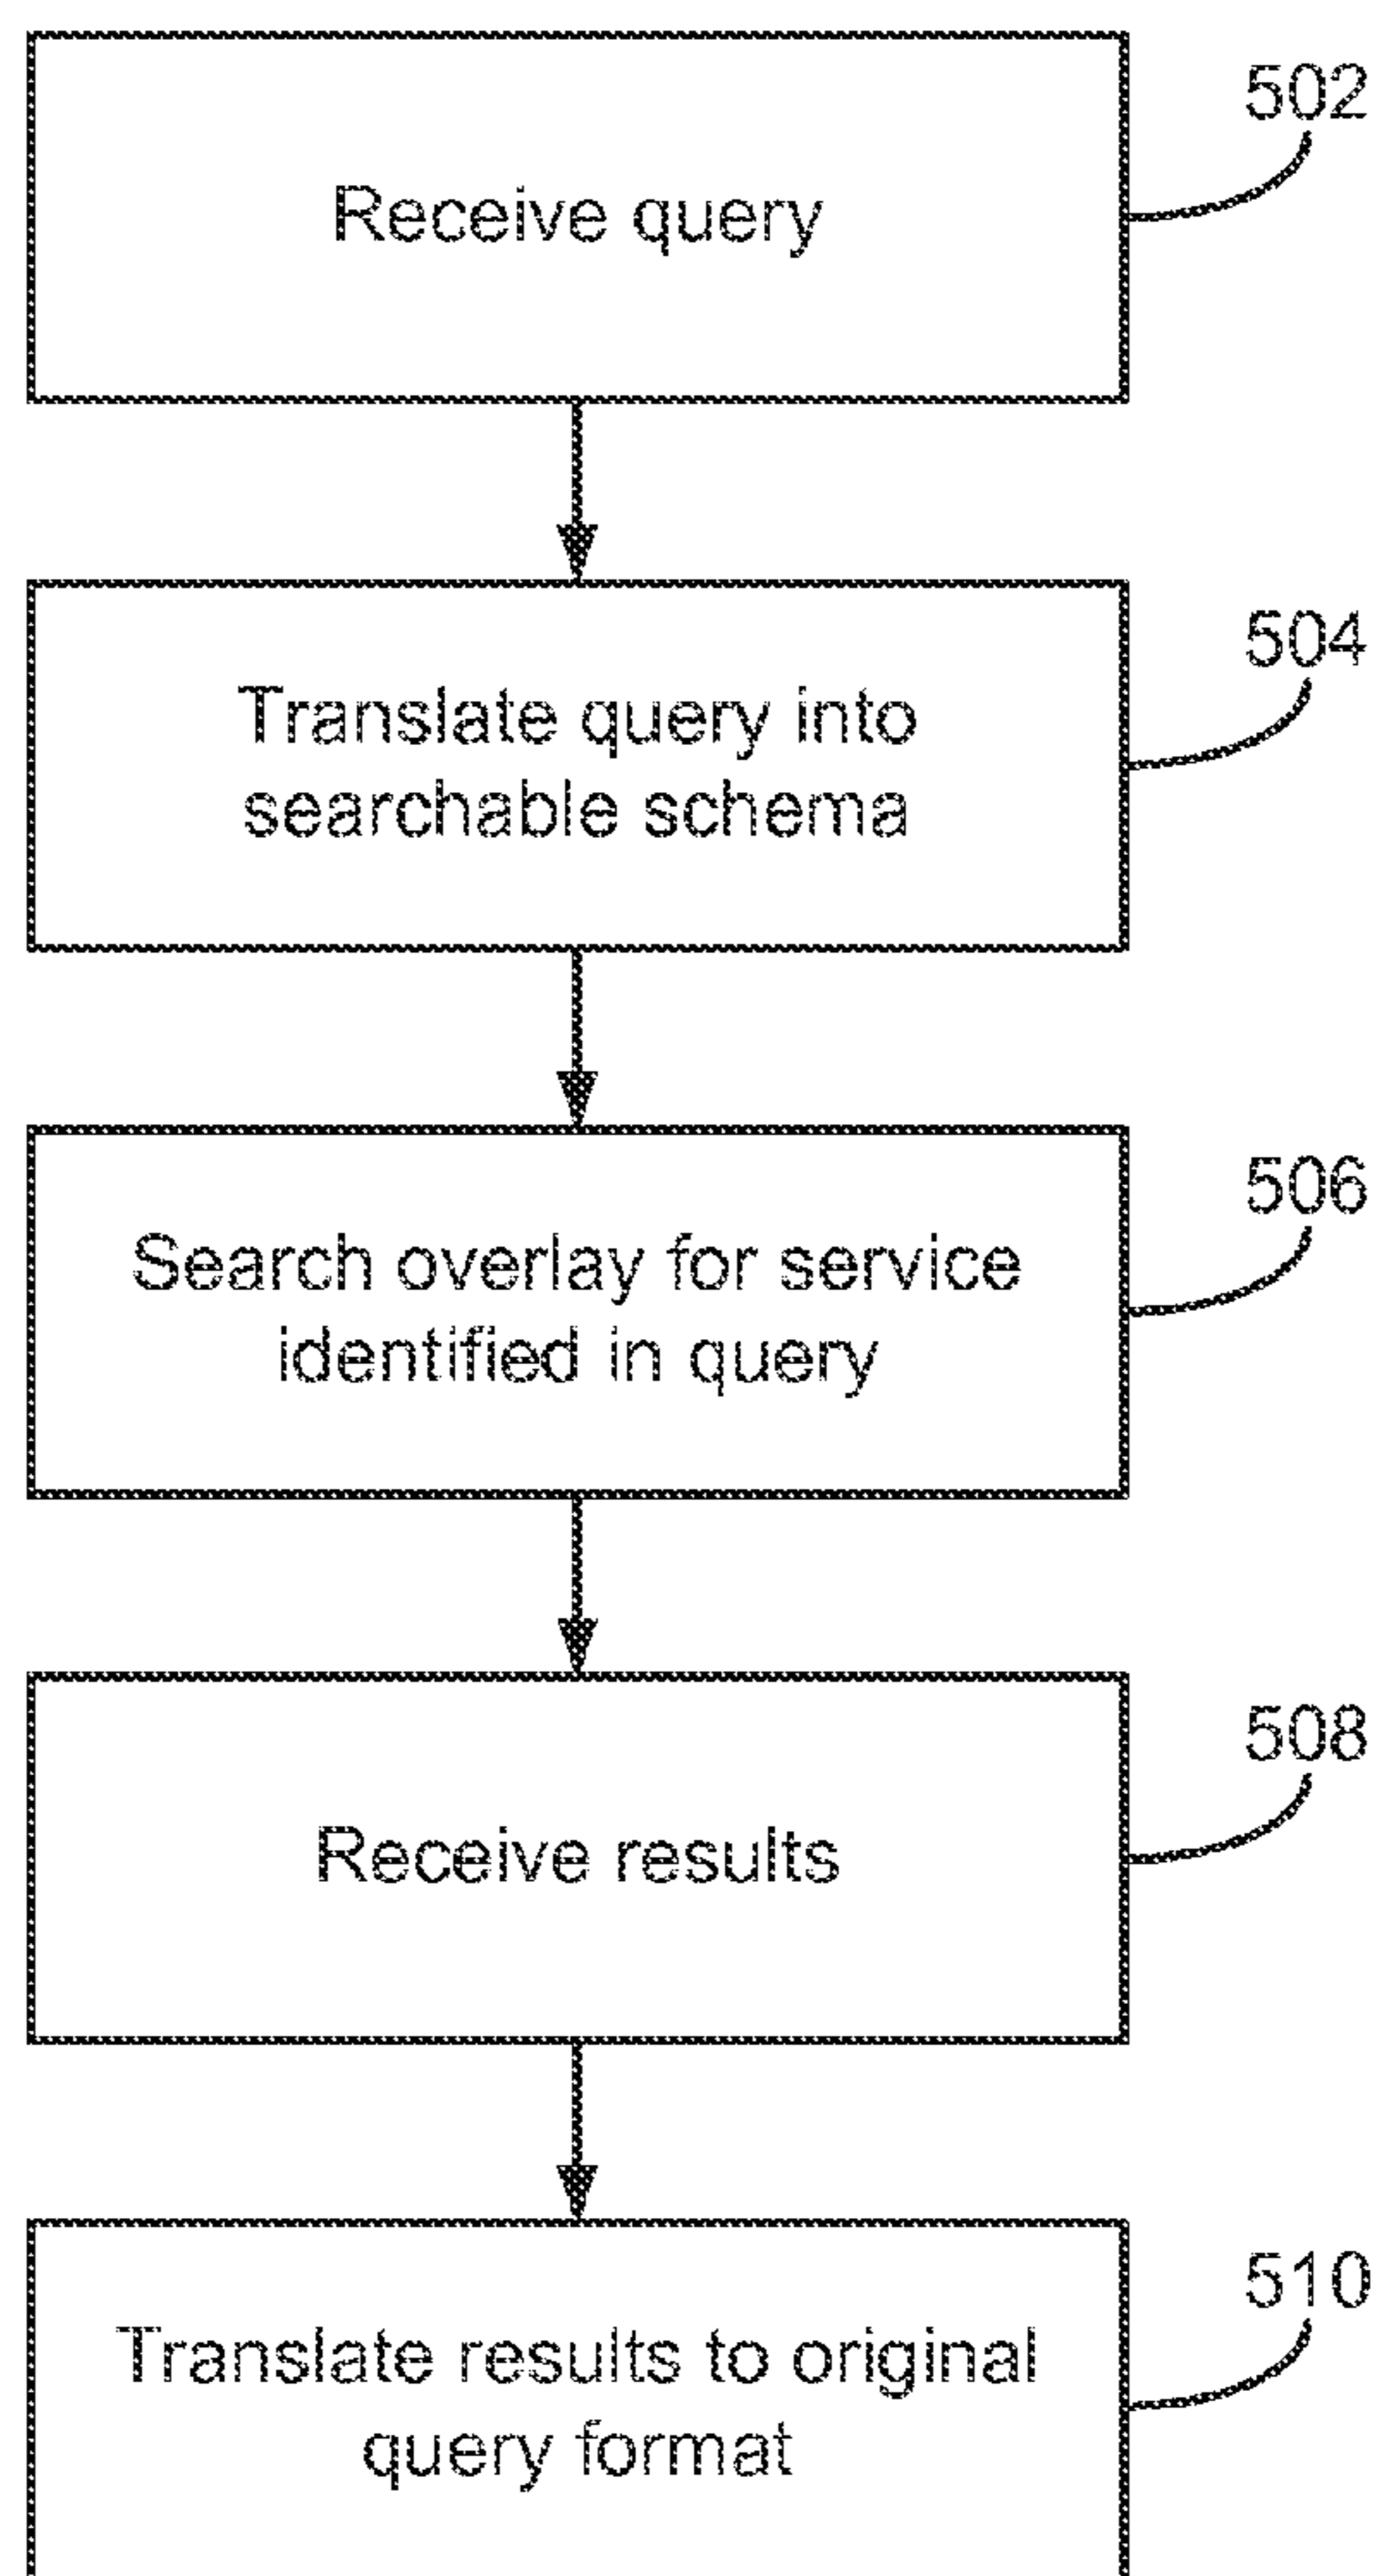 502
Receive query
504
Translate query into
searchable schema
506
Search overlay for service
identified in query
508
Receive results
510
Translate results to original
query format